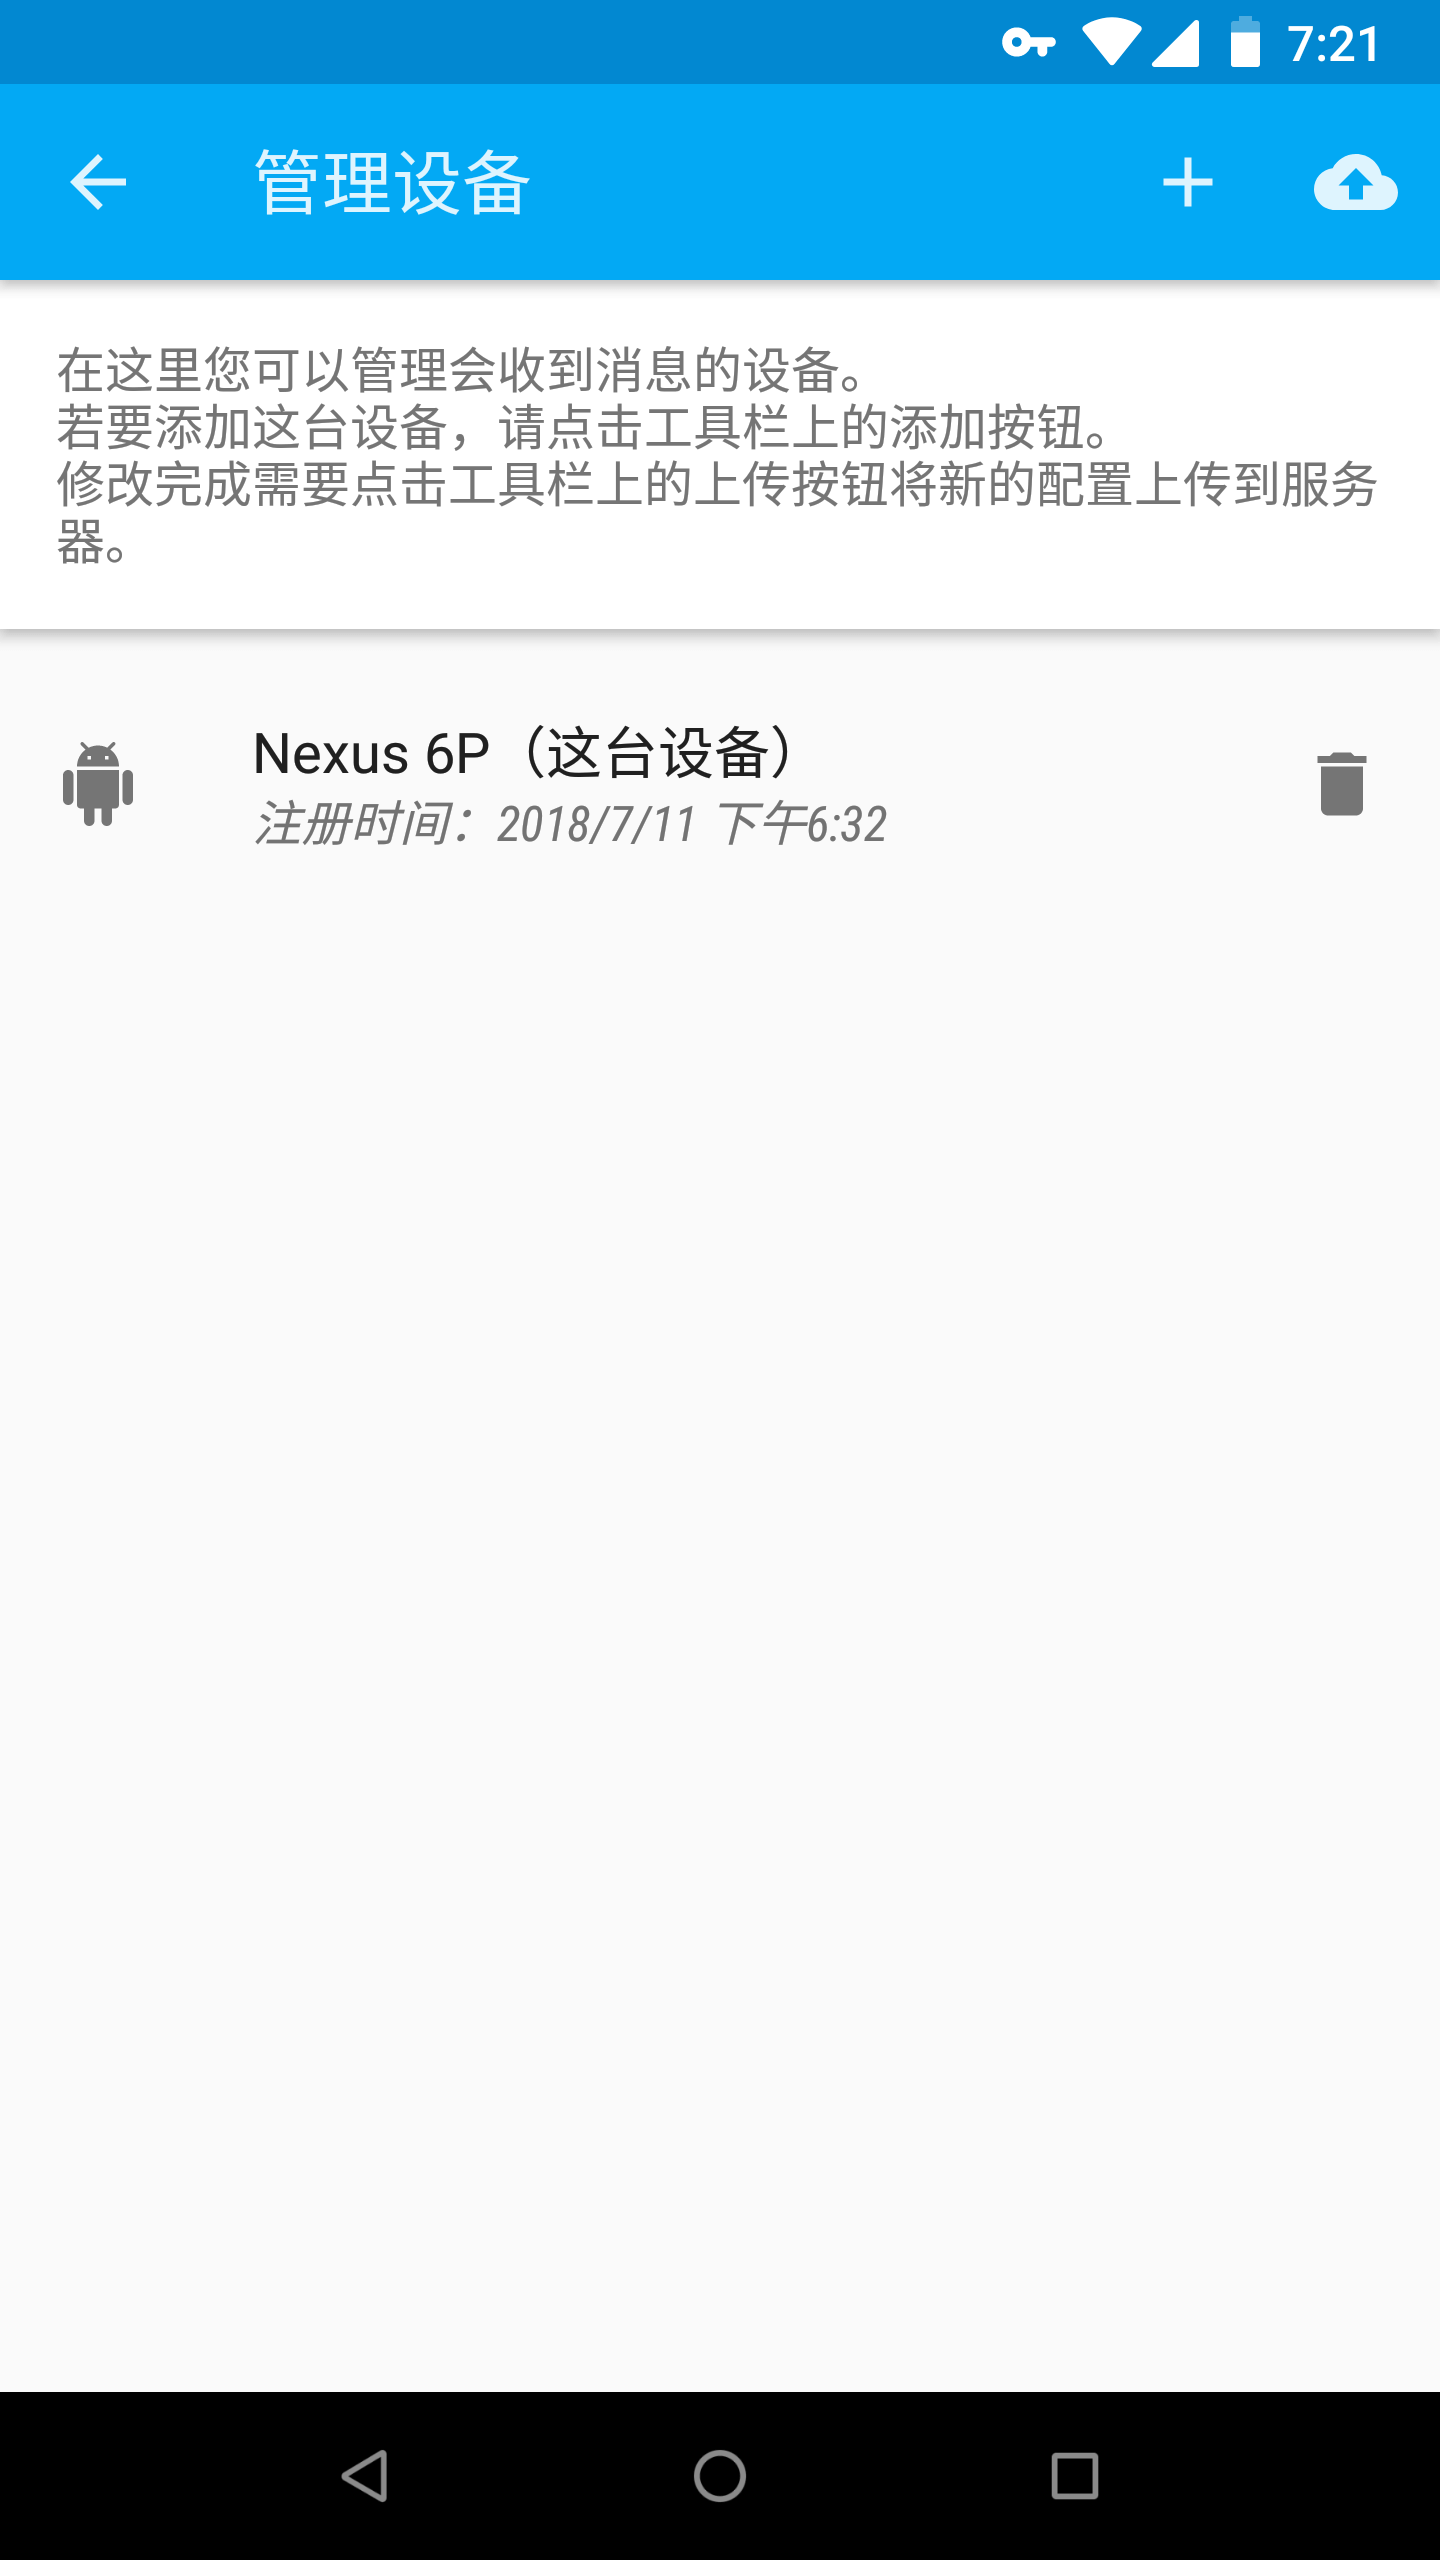 7:21
管理设备
在这里您可以管理会收到消息的设备。
若要添加这台设备，请点击工具栏上的添加按钮。
修改完成需要点击工具栏上的上传按钮将新的配置上传到服务
器。
Nexus 6P（这台设备）
注册时间：2018/7/11 下午6:32